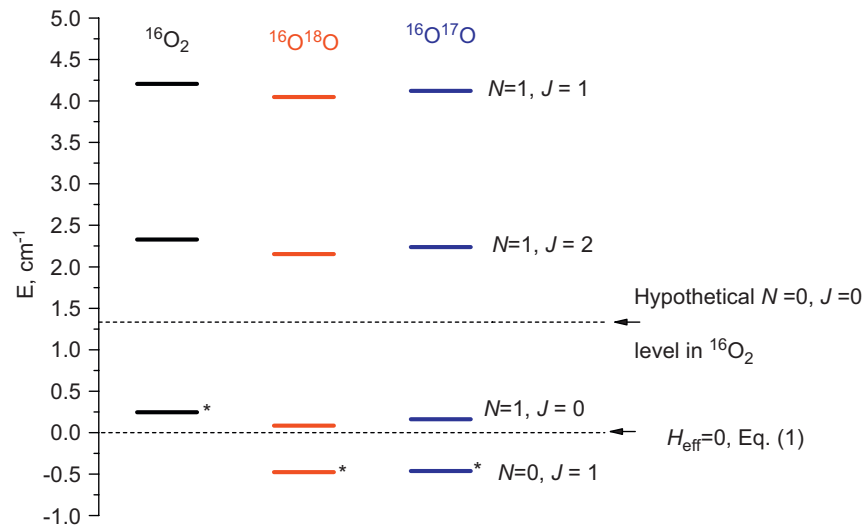 5.0
4.5
4.0
3.5
3.0
2.5
2.0
1.5
1.0
0.5
0.0
-0.5
-1.0
E, cm⁻¹
¹⁶O₂
¹⁶O¹⁸O
¹⁶O¹⁷O
N=1, J = 1
N=1, J = 2
Hypothetical N =0, J=0
level in ¹⁶O₂
*
N=1, J = 0
H_eff=0, Eq. (1)
*
*
N=0, J = 1